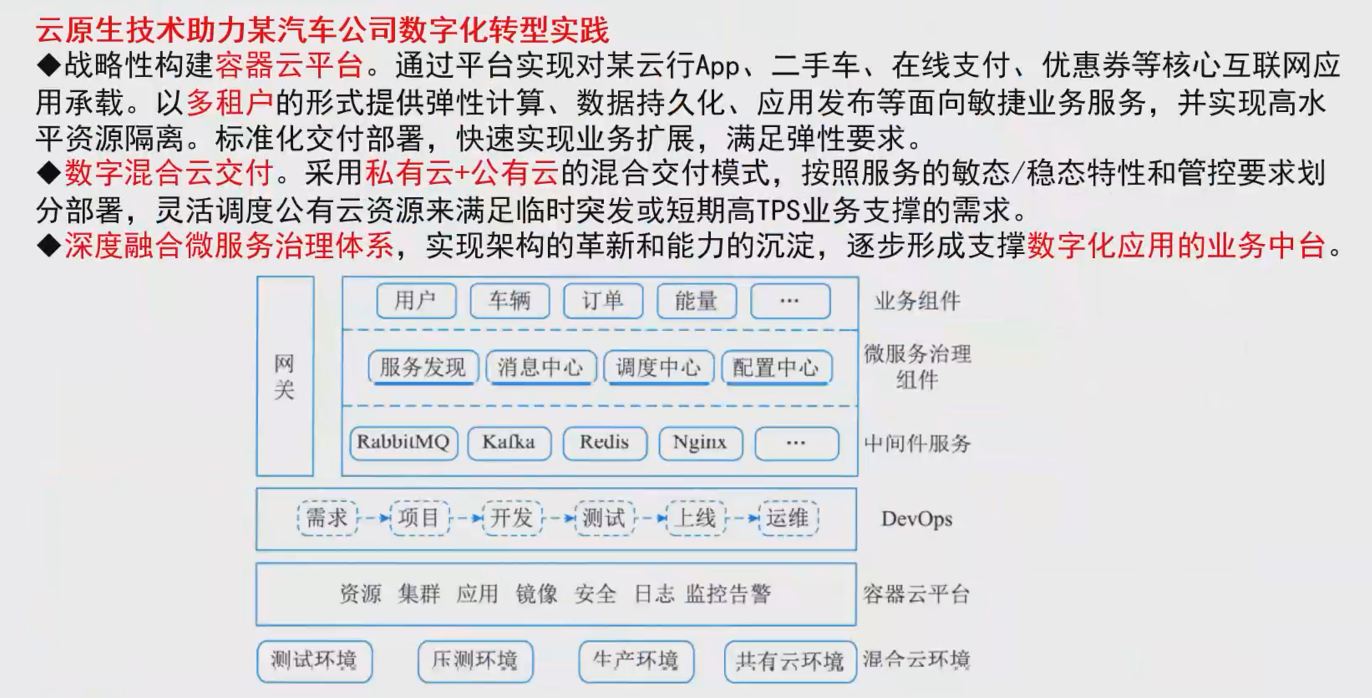 云原生技术助力某汽车公司数字化转型实践
◆战略性构建容器云平台。通过平台实现对某云行App、二手车、在线支付、优惠券等核心互联网应
用承载。以多租户的形式提供弹性计算、数据持久化、应用发布等面向敏捷业务服务，并实现高水
平资源隔离。标准化交付部署，快速实现业务扩展，满足弹性要求。
◆数字混合云交付。采用私有云+公有云的混合交付模式，按照服务的敏态/稳态特性和管控要求划
分部署，灵活调度公有云资源来满足临时突发或短期高TPS业务支撑的需求。
◆深度融合微服务治理体系，实现架构的革新和能力的沉淀，逐步形成支撑数字化应用的业务中台。
网
关
用户 车辆 订单 能量 … 业务组件
服务发现 消息中心 调度中心 配置中心 微服务治理
组件
RabbitMQ Kafka Redis Nginx … 中间件服务
需求 项目 开发 测试 上线 运维 DevOps
资源 集群 应用 镜像 安全 日志 监控告警 容器云平台
测试环境 压测环境 生产环境 共有云环境 混合云环境